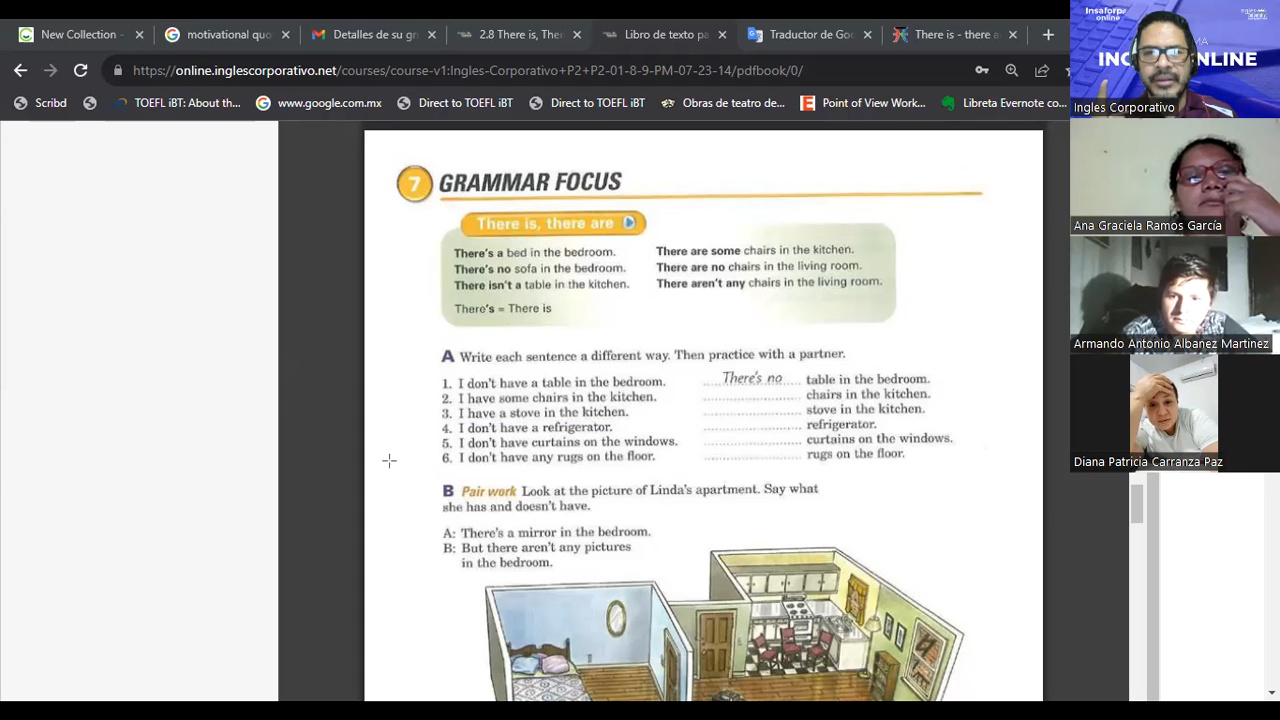 New Collection -
motivational quo
Detalles de su s
2.8 There is, Ther
Libro de texto pa
Traductor de Goo
There is - there a
https://online.inglescorporativo.net/course/course-v1:Ingles-Corporativo+P2+P2-01-8-9-PM-07-23-14/pdfbook/0/
Scribd
TOEFL iBT: About th...
www.google.com.mx
Direct to TOEFL iBT
Direct to TOEFL iBT
Obras de teatro de...
Point of View Work...
Libreta Evernote co...
7 GRAMMAR FOCUS
There is, there are
There's a bed in the bedroom.
There's no sofa in the bedroom.
There isn't a table in the kitchen.
There's = There is
There are some chairs in the kitchen.
There are no chairs in the living room.
There aren't any chairs in the living room.
A Write each sentence a different way. Then practice with a partner.
1. I don't have a table in the bedroom. There's no table in the bedroom.
2. I have some chairs in the kitchen. chairs in the kitchen.
3. I have a stove in the kitchen. stove in the kitchen.
4. I don't have a refrigerator. refrigerator.
5. I don't have curtains on the windows. curtains on the windows.
6. I don't have any rugs on the floor. rugs on the floor.
B Pair work Look at the picture of Linda's apartment. Say what
she has and doesn't have.
A: There's a mirror in the bedroom.
B: But there aren't any pictures
in the bedroom.
Insaforp
online
Ingles Corporativo
Ana Graciela Ramos García
Armando Antonio Albanez Martinez
Diana Patricia Carranza Paz